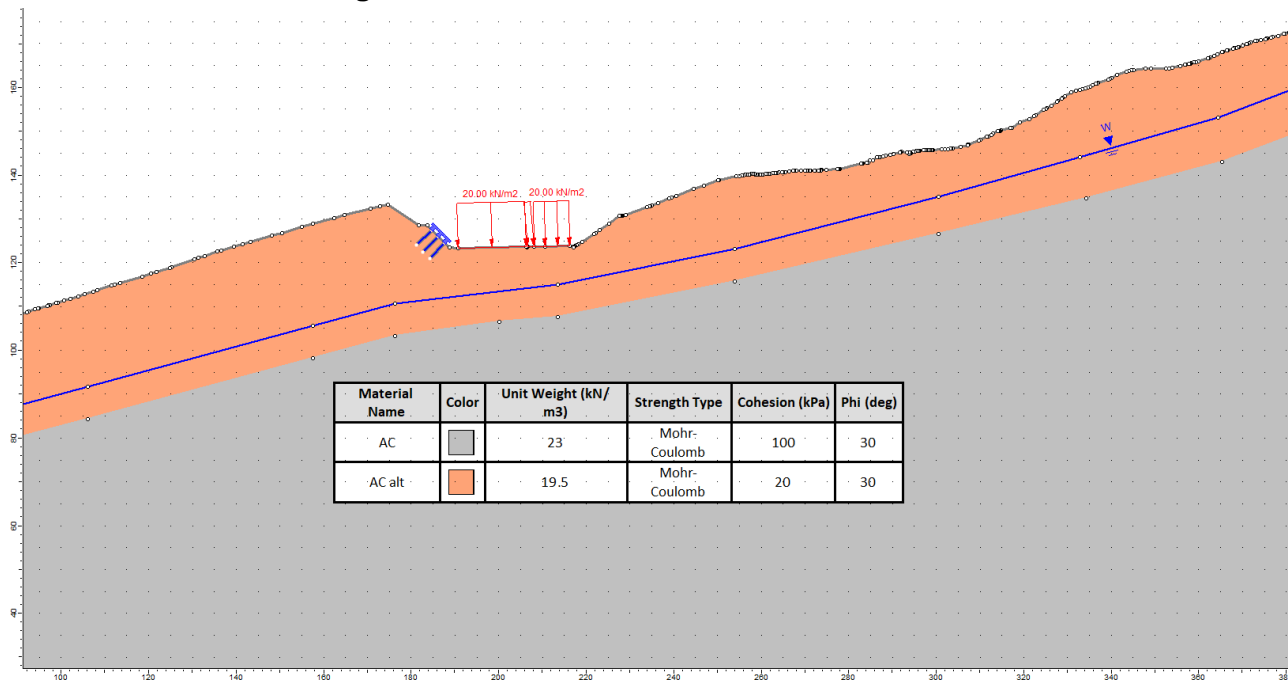 160
140
120
100
80
60
40
20.00 kN/m2 20.00 kN/m2
W
Material Name Color Unit Weight (kN/m3) Strength Type Cohesion (kPa) Phi (deg)
AC 23 Mohr-Coulomb 100 30
AC alt 19.5 Mohr-Coulomb 20 30
100 120 140 160 180 200 220 240 260 280 300 320 340 360